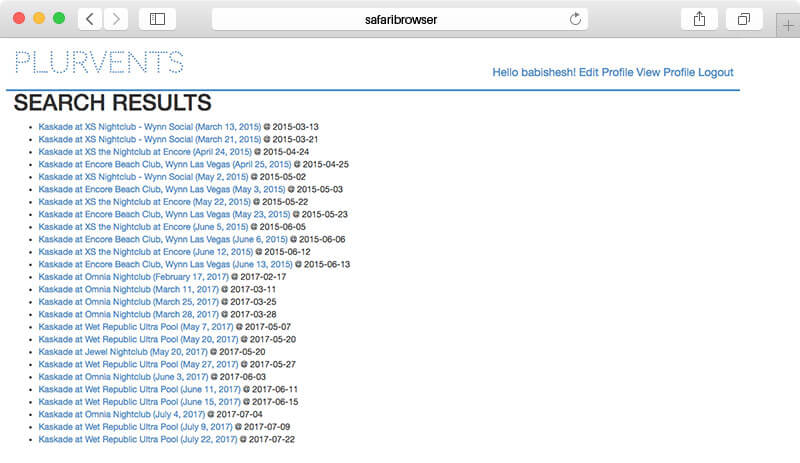 safaribrowser
PLURVENTS
Hello babishesh! Edit Profile View Profile Logout
SEARCH RESULTS
• Kaskade at XS Nightclub - Wynn Social (March 13, 2015) @ 2015-03-13
• Kaskade at XS Nightclub - Wynn Social (March 21, 2015) @ 2015-03-21
• Kaskade at XS the Nightclub at Encore (April 24, 2015) @ 2015-04-24
• Kaskade at Encore Beach Club, Wynn Las Vegas (April 25, 2015) @ 2015-04-25
• Kaskade at XS Nightclub - Wynn Social (May 2, 2015) @ 2015-05-02
• Kaskade at Encore Beach Club, Wynn Las Vegas (May 3, 2015) @ 2015-05-03
• Kaskade at XS the Nightclub at Encore (May 22, 2015) @ 2015-05-22
• Kaskade at Encore Beach Club, Wynn Las Vegas (May 23, 2015) @ 2015-05-23
• Kaskade at XS the Nightclub at Encore (June 5, 2015) @ 2015-06-05
• Kaskade at Encore Beach Club, Wynn Las Vegas (June 6, 2015) @ 2015-06-06
• Kaskade at XS the Nightclub at Encore (June 12, 2015) @ 2015-06-12
• Kaskade at Encore Beach Club, Wynn Las Vegas (June 13, 2015) @ 2015-06-13
• Kaskade at Omnia Nightclub (February 17, 2017) @ 2017-02-17
• Kaskade at Omnia Nightclub (March 11, 2017) @ 2017-03-11
• Kaskade at Omnia Nightclub (March 25, 2017) @ 2017-03-25
• Kaskade at Omnia Nightclub (March 28, 2017) @ 2017-03-28
• Kaskade at Wet Republic Ultra Pool (May 7, 2017) @ 2017-05-07
• Kaskade at Wet Republic Ultra Pool (May 20, 2017) @ 2017-05-20
• Kaskade at Jewel Nightclub (May 20, 2017) @ 2017-05-20
• Kaskade at Wet Republic Ultra Pool (May 27, 2017) @ 2017-05-27
• Kaskade at Omnia Nightclub (June 3, 2017) @ 2017-06-03
• Kaskade at Wet Republic Ultra Pool (June 11, 2017) @ 2017-06-11
• Kaskade at Wet Republic Ultra Pool (June 15, 2017) @ 2017-06-15
• Kaskade at Omnia Nightclub (July 4, 2017) @ 2017-07-04
• Kaskade at Wet Republic Ultra Pool (July 9, 2017) @ 2017-07-09
• Kaskade at Wet Republic Ultra Pool (July 22, 2017) @ 2017-07-22